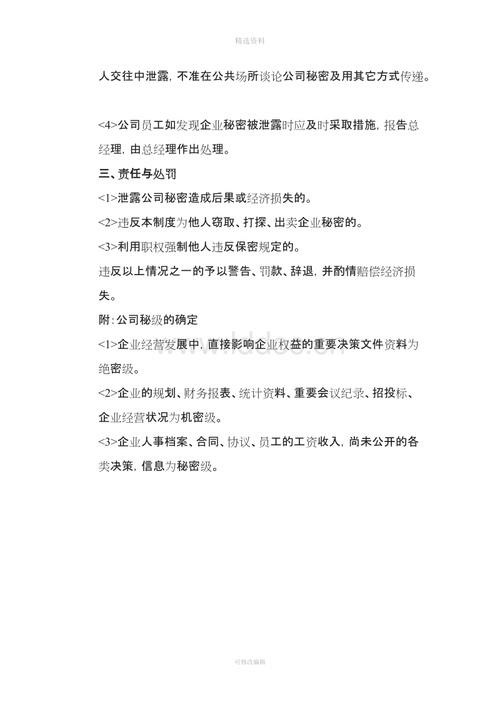 精选资料
人交往中泄露，不准在公共场所谈论公司秘密及用其它方式传递。
<4>公司员工如发现企业秘密被泄露时应及时采取措施，报告总
经理，由总经理作出处理。
三、责任与处罚
<1>泄露公司秘密造成后果或经济损失的。
<2>违反本制度为他人窃取、打探、出卖企业秘密的。
<3>利用职权强制他人违反保密规定的。
违反以上情况之一的予以警告、罚款、辞退，并酌情赔偿经济损
失。
附：公司秘级的确定
<1>企业经营发展中，直接影响企业权益的重要决策文件资料为
绝密级。
<2>企业的规划、财务报表、统计资料、重要会议纪录、招投标、
企业经营状况为机密级。
<3>企业人事档案、合同、协议、员工的工资收入，尚未公开的各
类决策，信息为秘密级。
可修改编辑